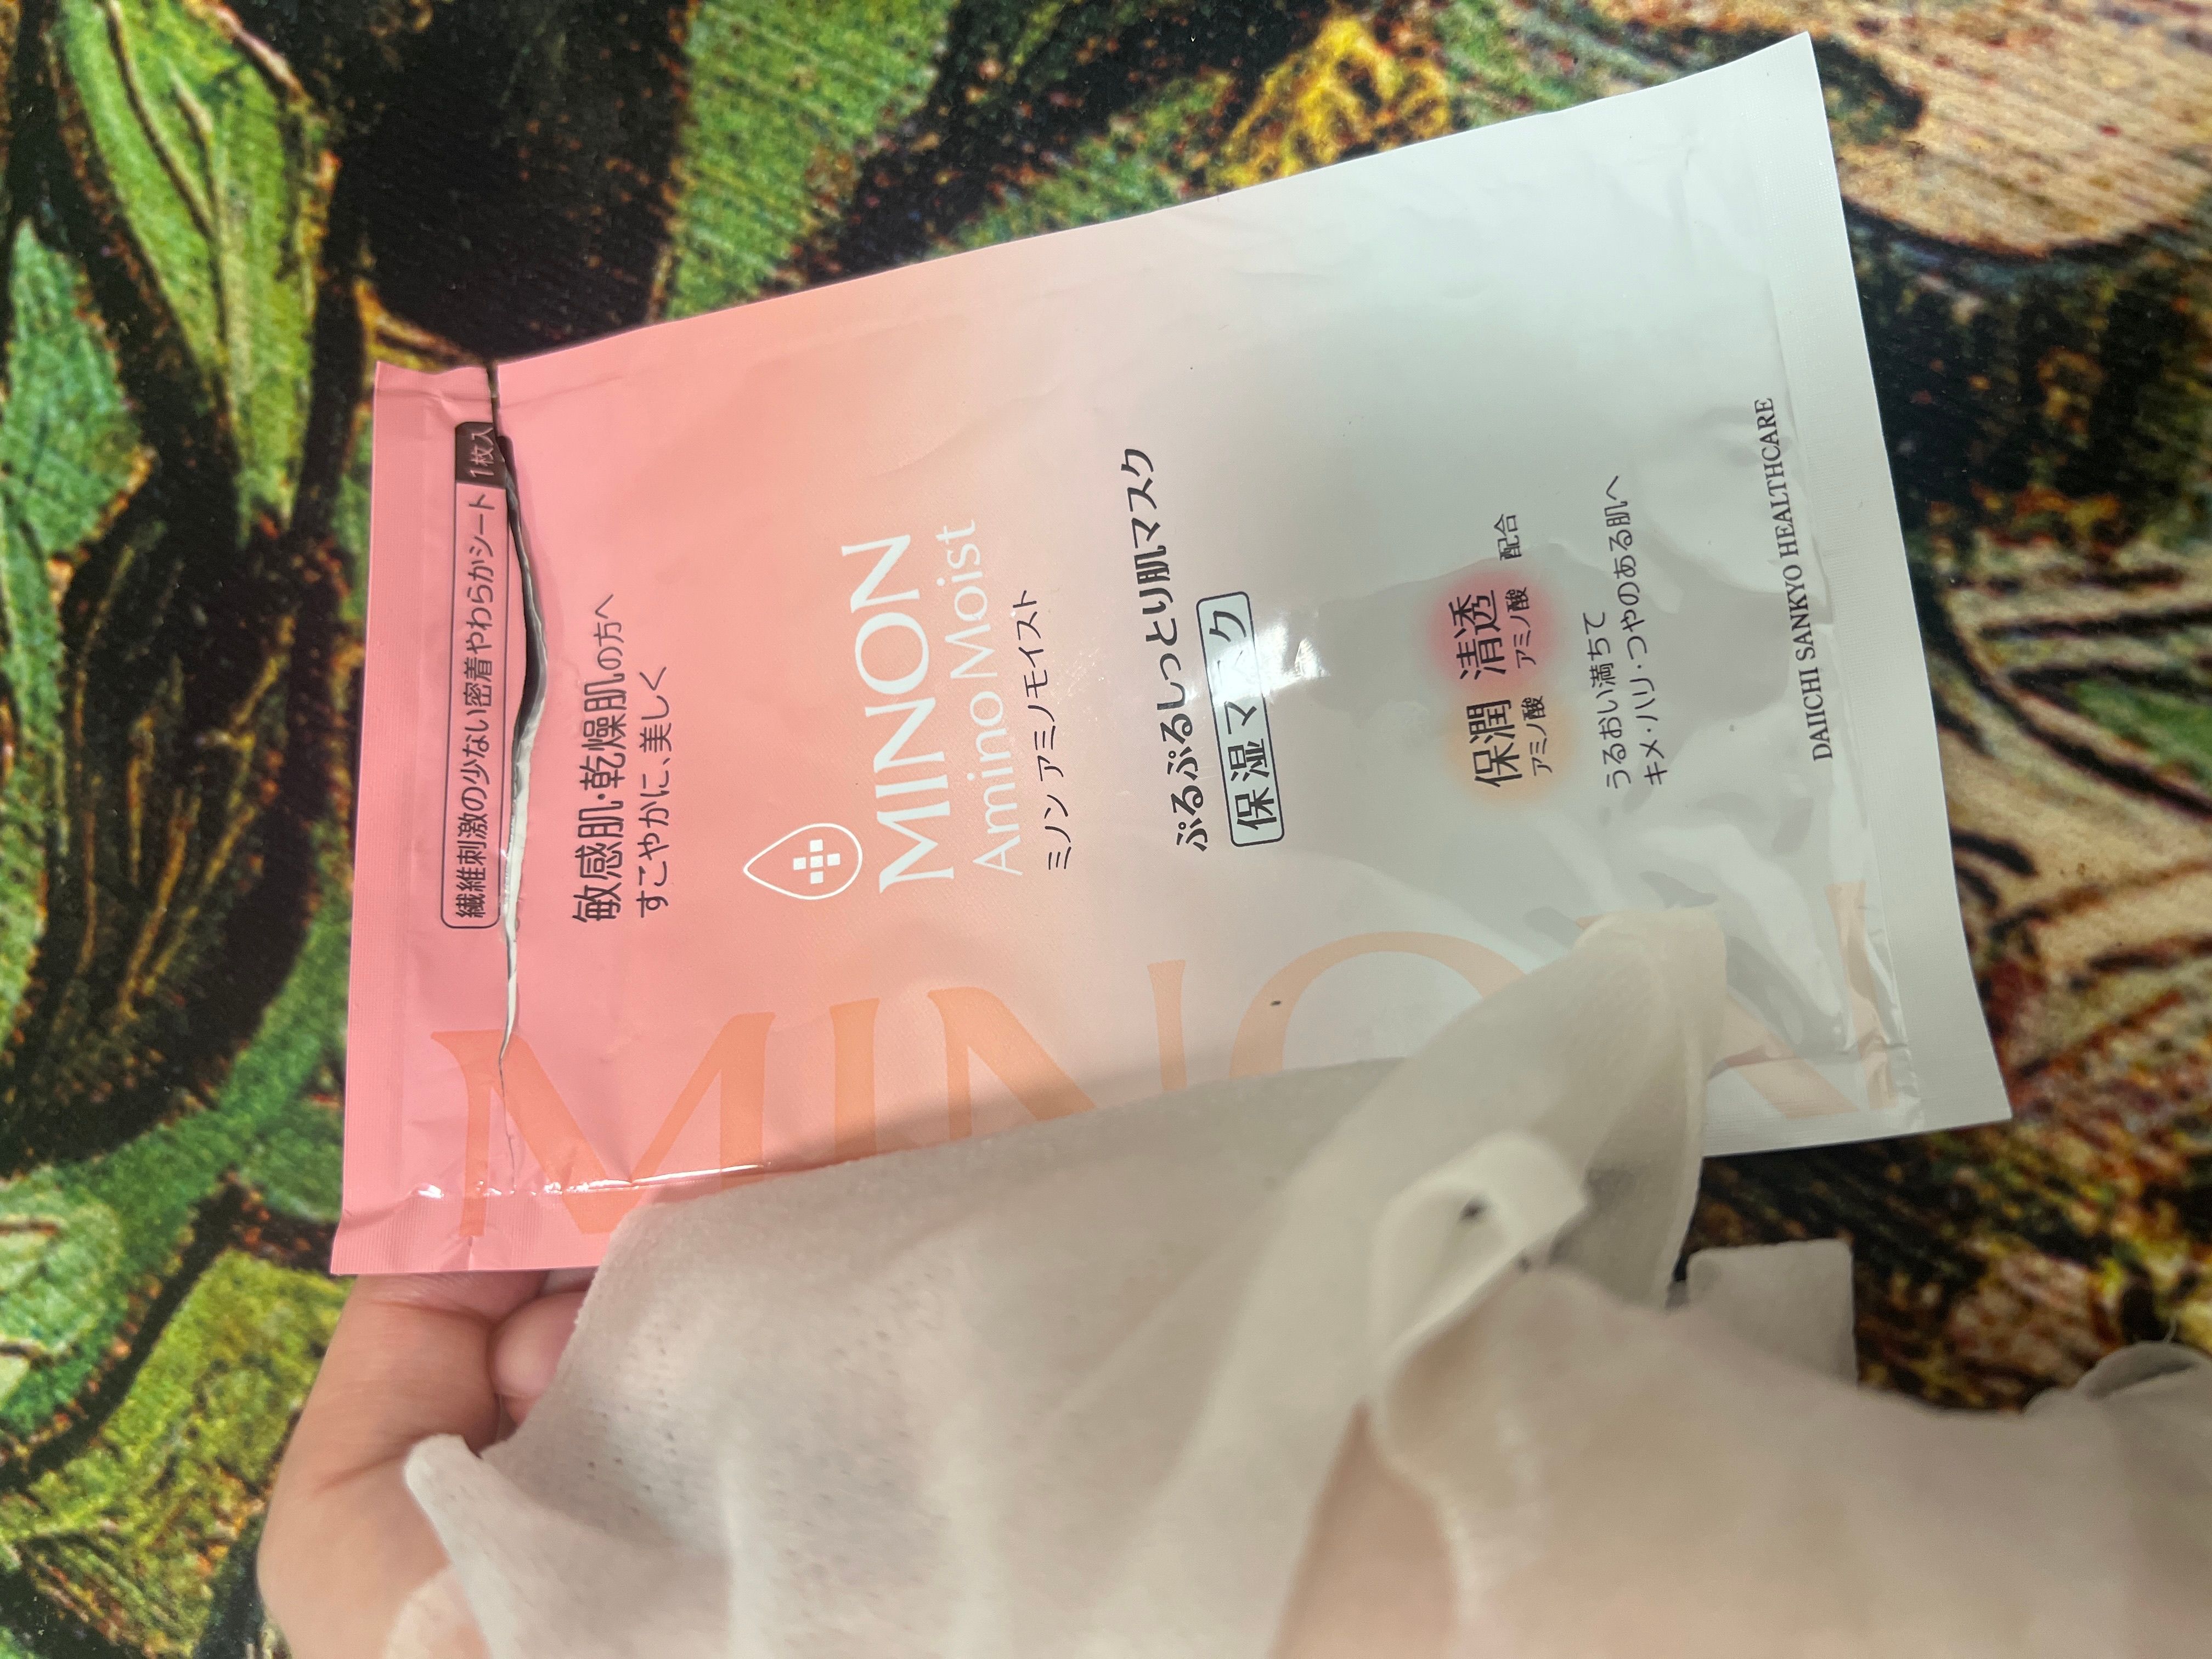 繊維刺激の少ない密着やわらかシート 1枚入
敏感肌・乾燥肌の方へ
すこやかに、美しく
MINON
Amino Moist
ミノン アミノモイスト
ぷるぷるしっとり肌マスク
保湿マスク
保潤 清透 配合
アミノ酸 アミノ酸
うるおい満ちて
キメ・ハリ・つやのある肌へ
DAIICHI SANKYO HEALTHCARE
MINON